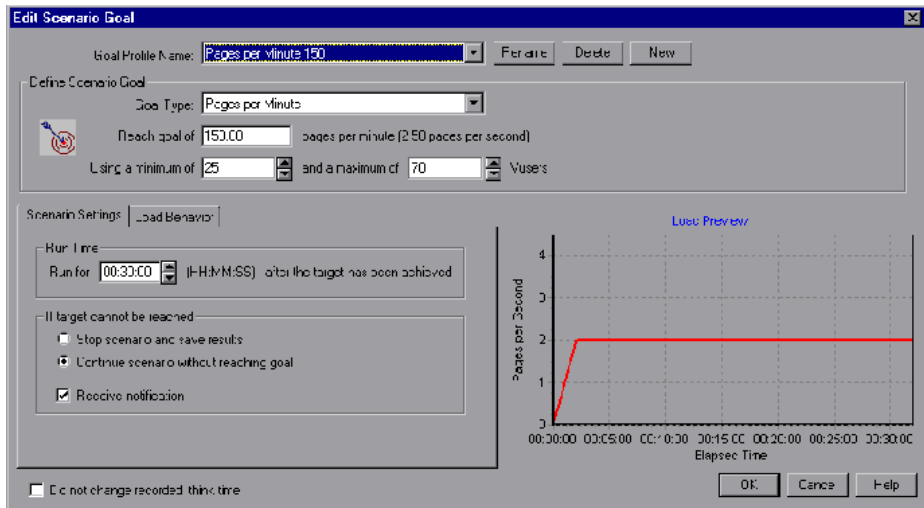 Edit Scenario Goal
Goal Profile Name: Pages per Minute 150 Rename Delete New
Define Scenario Goal
Goal Type: Pages per Minute
Reach goal of 150.00 pages per minute (2.50 pages per second)
Using a minimum of 25 and a maximum of 70 Vusers
Scenario Settings Load Behavior
Run Time
Run for 00:30:00 (HH:MM:SS) after the target has been achieved
If target cannot be reached
Stop scenario and save results
Continue scenario without reaching goal
Receive notification
Load Preview
Pages per Second
4
3
2
1
0
00:00:00 00:05:00 00:10:00 00:15:00 00:20:00 00:25:00 00:30:00
Elapsed Time
Do not change recorded think time
OK Cancel Help